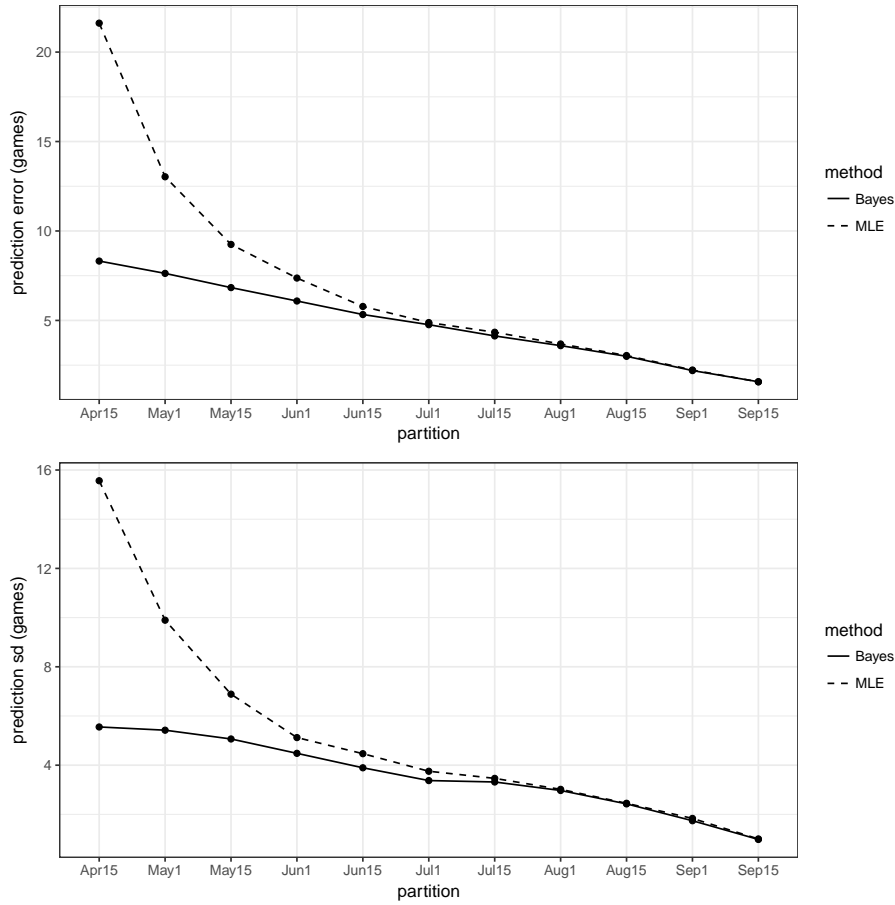 20
15
10
5
prediction error (games)
Apr15 May1 May15 Jun1 Jun15 Jul1 Jul15 Aug1 Aug15 Sep1 Sep15
partition
method
Bayes
MLE
16
12
8
4
prediction sd (games)
Apr15 May1 May15 Jun1 Jun15 Jul1 Jul15 Aug1 Aug15 Sep1 Sep15
partition
method
Bayes
MLE